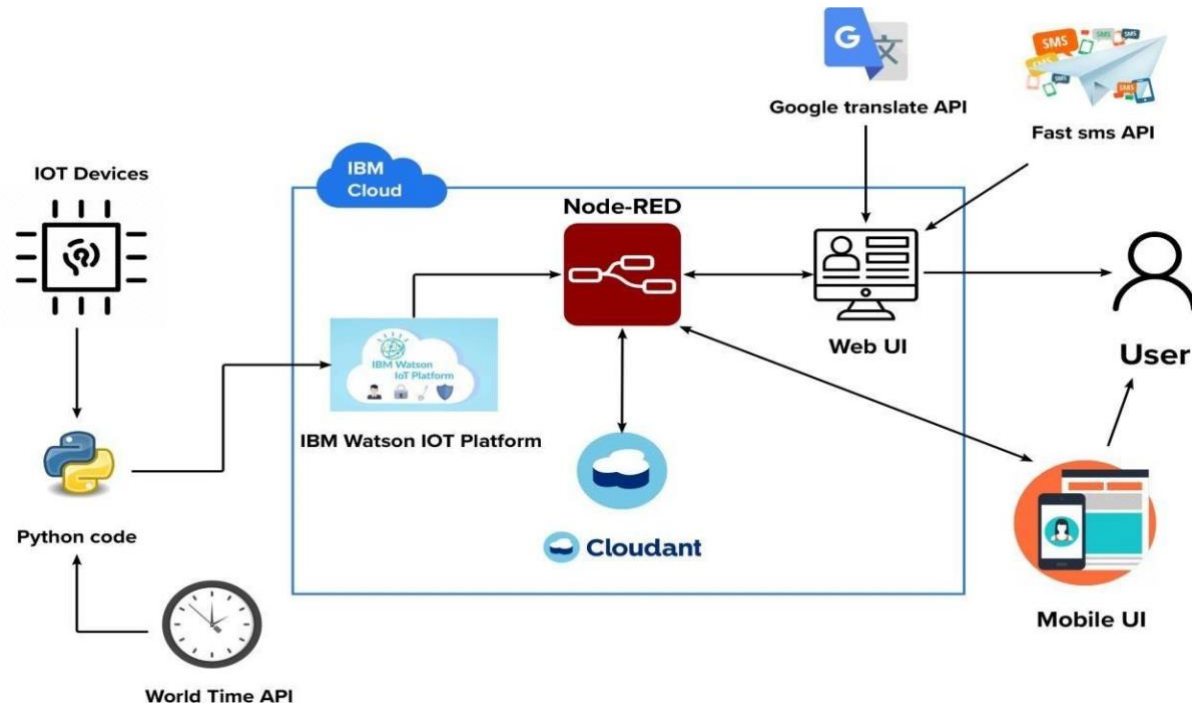 Google translate API
SMS
SMS
SMS
Fast sms API
IOT Devices
IBM
Cloud
Node-RED
G
文
Web UI
User
IBM Watson
IoT Platform
IBM Watson IOT Platform
Python code
Cloudant
Mobile UI
World Time API